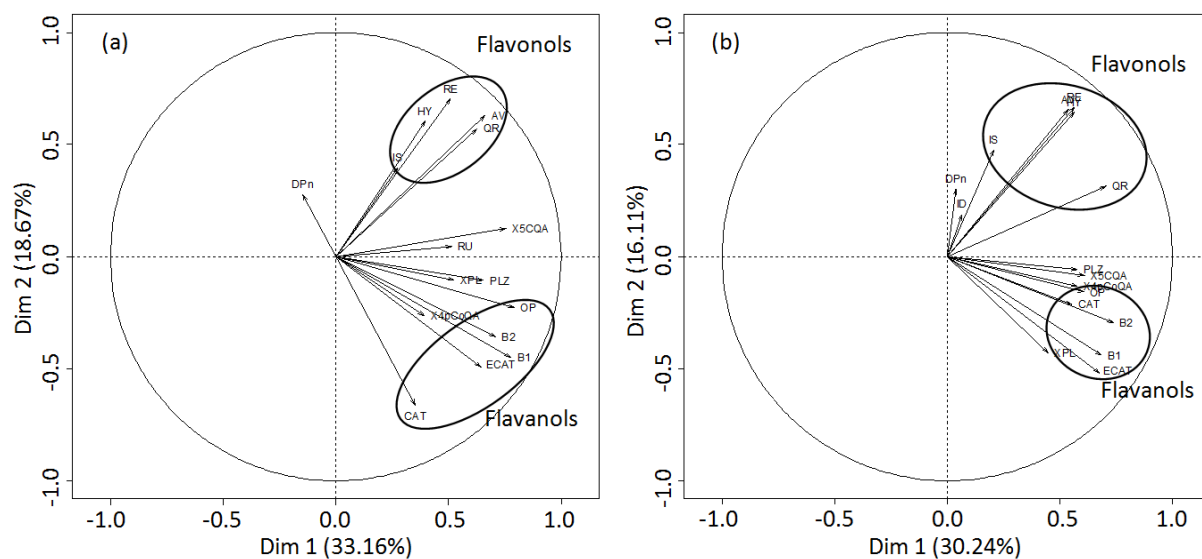 (a)
Flavonols
RE
HY
AV
QR
IS
DPn
X5CQA
RU
XPL
PLZ
OP
X4pCoQA
B2
B1
ECAT
CAT
Flavanols
1.0
0.5
0.0
-0.5
-1.0
Dim 2 (18.67%)
-1.0
-0.5
0.0
0.5
1.0
Dim 1 (33.16%)
(b)
Flavonols
RE
HY
IS
QR
DPn
ID
PLZ
X5CQA
X4pCoQA
OP
CAT
B2
B1
XPL
ECAT
Flavanols
1.0
0.5
0.0
-0.5
-1.0
Dim 2 (16.11%)
-1.0
-0.5
0.0
0.5
1.0
Dim 1 (30.24%)